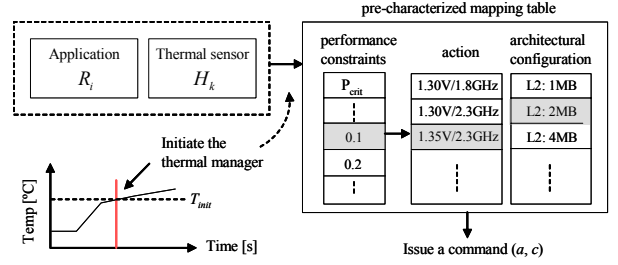 pre-characterized mapping table
Application
R_i
Thermal sensor
H_k
performance
constraints
action
architectural
configuration
P_crit
0.1
0.2
1.30V/1.8GHz
1.30V/2.3GHz
1.35V/2.3GHz
L2: 1MB
L2: 2MB
L2: 4MB
Initiate the
thermal manager
Temp [ºC]
T_init
Time [s]
Issue a command (a, c)